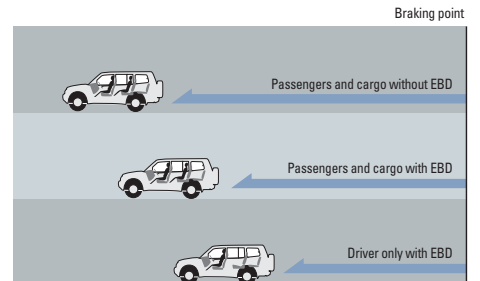 Braking point
Passengers and cargo without EBD
Passengers and cargo with EBD
Driver only with EBD